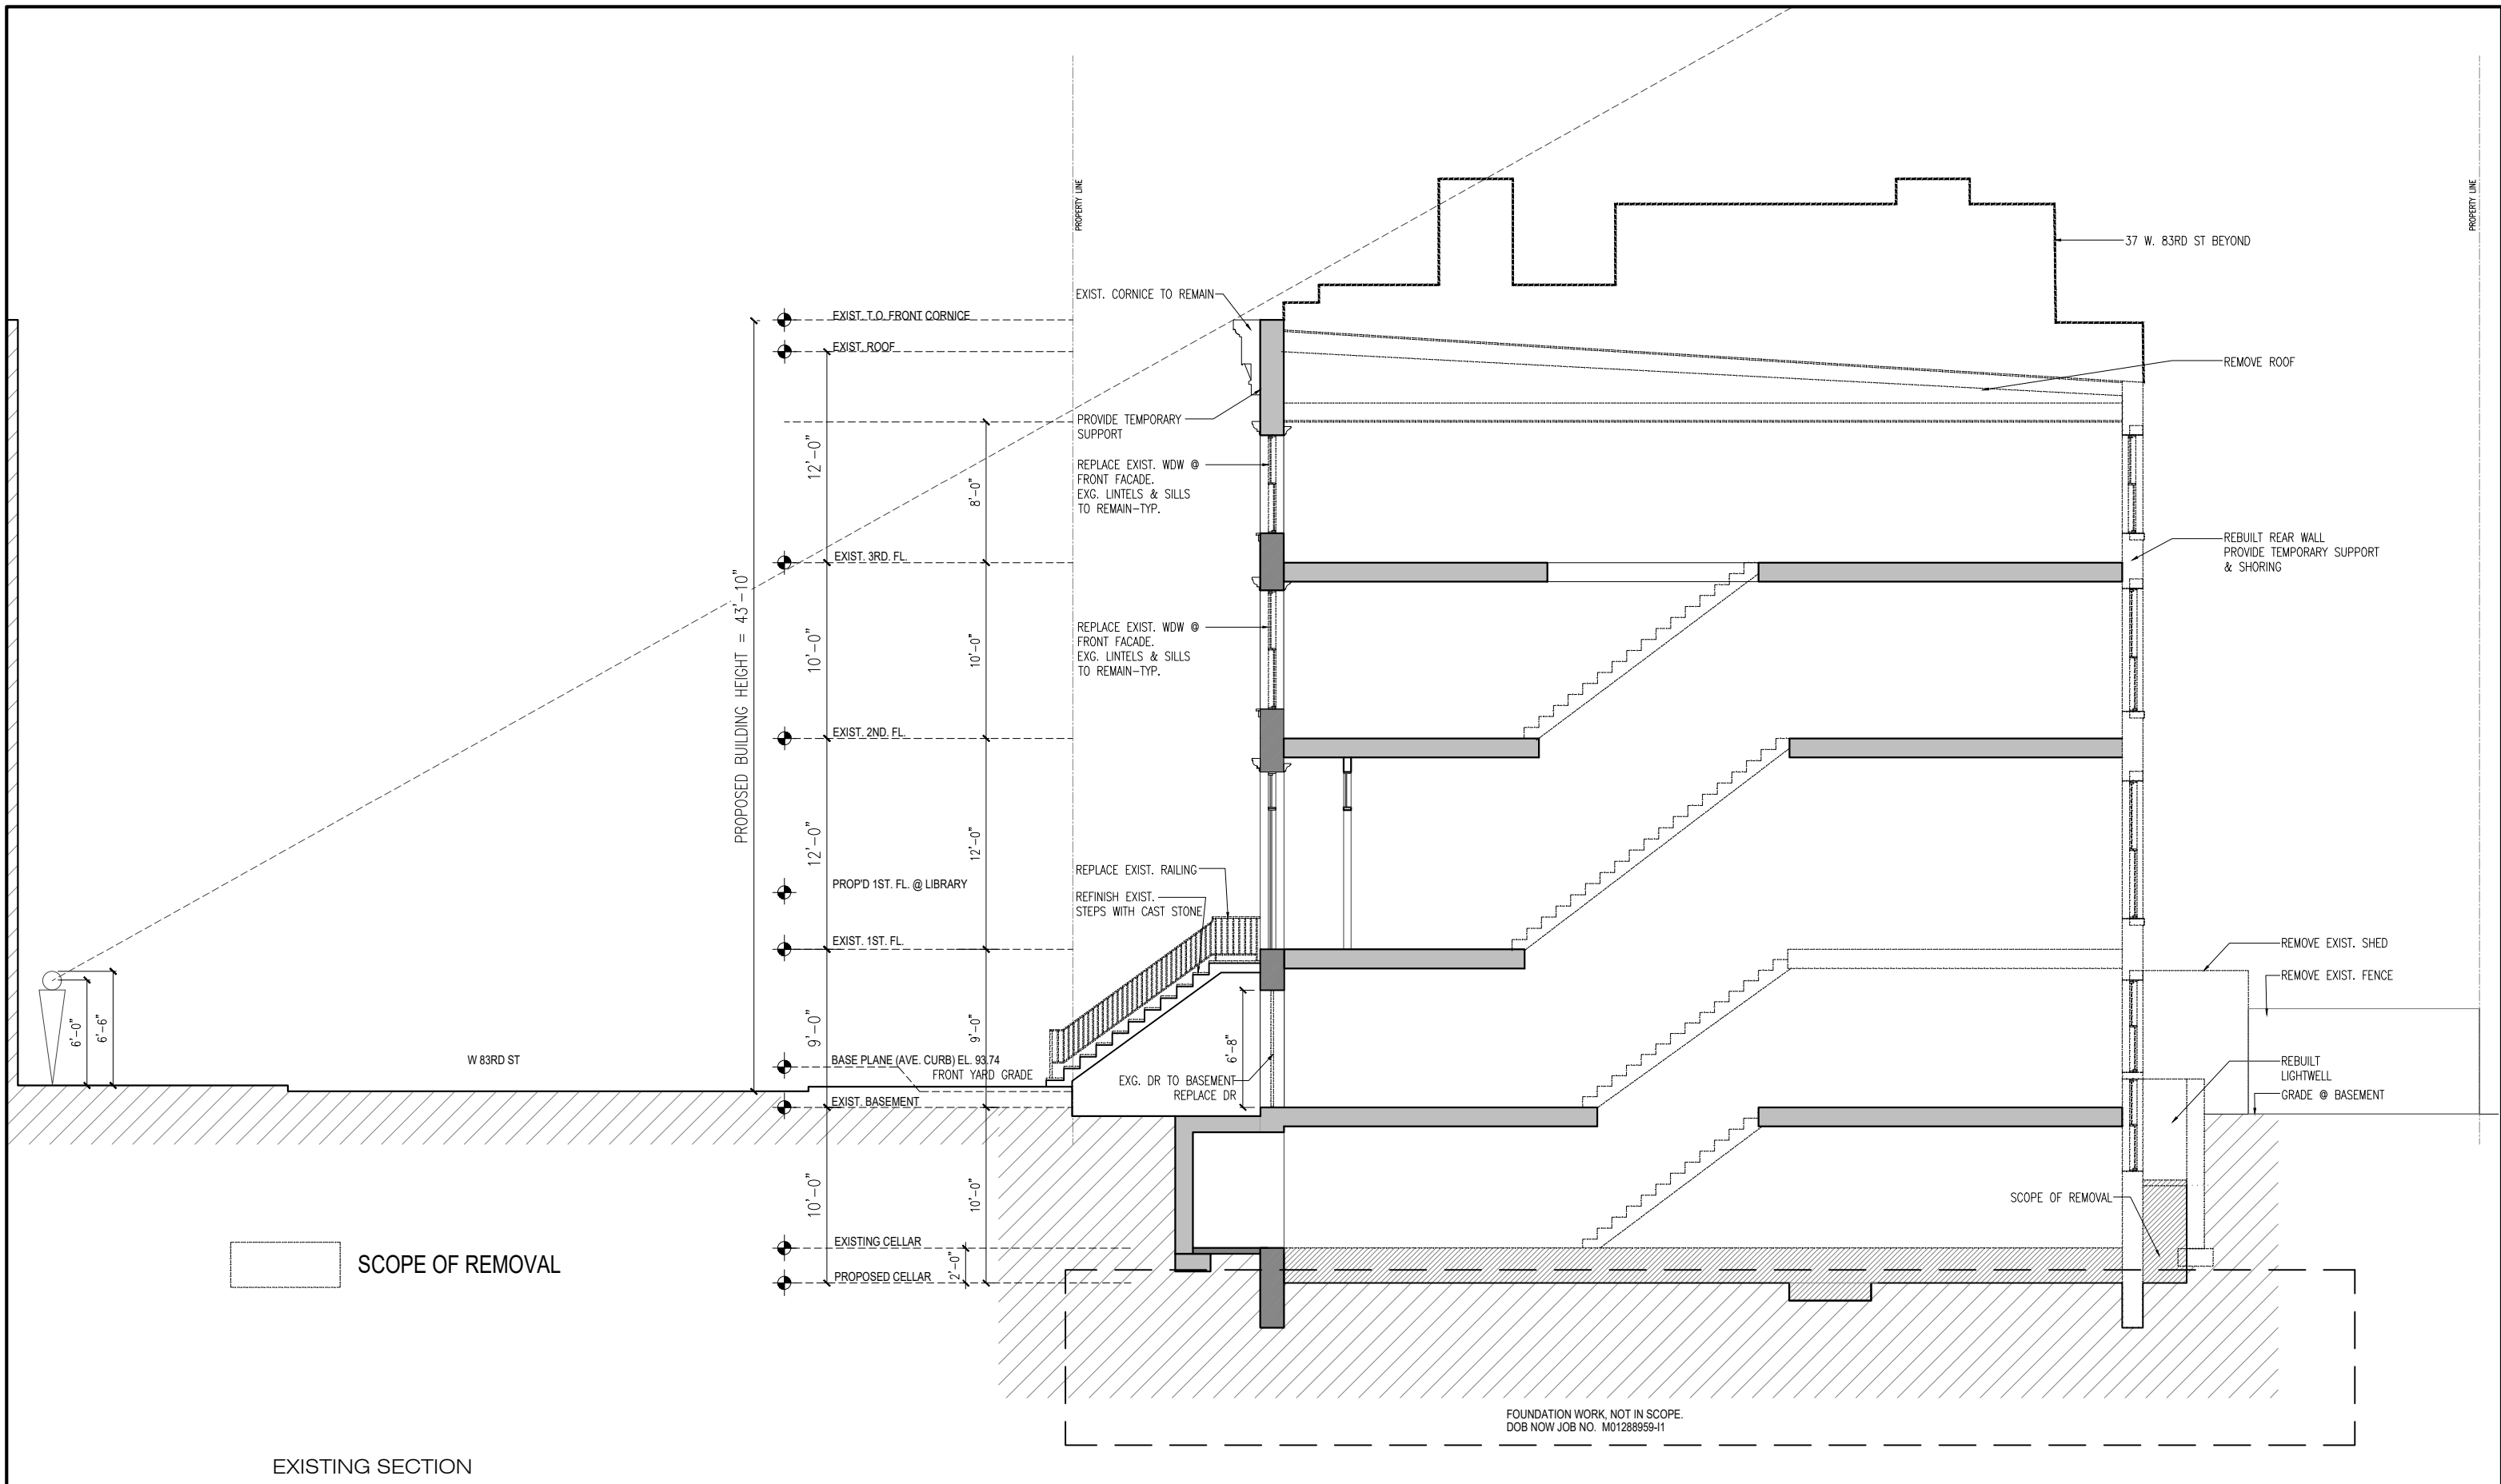 PROPERTY LINE
PROPERTY LINE
37 W. 83RD ST BEYOND
EXIST. CORNICE TO REMAIN
EXIST. T.O. FRONT CORNICE
EXIST. ROOF
REMOVE ROOF
PROVIDE TEMPORARY
SUPPORT
12'-0"
8'-0"
REPLACE EXIST. WDW @
FRONT FACADE.
EXG. LINTELS & SILLS
TO REMAIN-TYP.
EXIST. 3RD. FL.
REBUILT REAR WALL
PROVIDE TEMPORARY SUPPORT
& SHORING
PROPOSED BUILDING HEIGHT = 43'-10"
10'-0"
10'-0"
REPLACE EXIST. WDW @
FRONT FACADE.
EXG. LINTELS & SILLS
TO REMAIN-TYP.
EXIST. 2ND. FL.
12'-0"
12'-0"
REPLACE EXIST. RAILING
PROP'D 1ST. FL. @ LIBRARY
REFINISH EXIST.
STEPS WITH CAST STONE
EXIST. 1ST. FL.
REMOVE EXIST. SHED
REMOVE EXIST. FENCE
6'-0"
6'-6"
9'-0"
9'-0"
6'-8"
W 83RD ST
BASE PLANE (AVE. CURB) EL. 93.74
FRONT YARD GRADE
EXG. DR TO BASEMENT
REPLACE DR
REBUILT
LIGHTWELL
GRADE @ BASEMENT
EXIST. BASEMENT
10'-0"
10'-0"
SCOPE OF REMOVAL
EXISTING CELLAR
2'-0"
SCOPE OF REMOVAL
PROPOSED CELLAR
FOUNDATION WORK, NOT IN SCOPE.
DOB NOW JOB NO. M01288959-I1
EXISTING SECTION